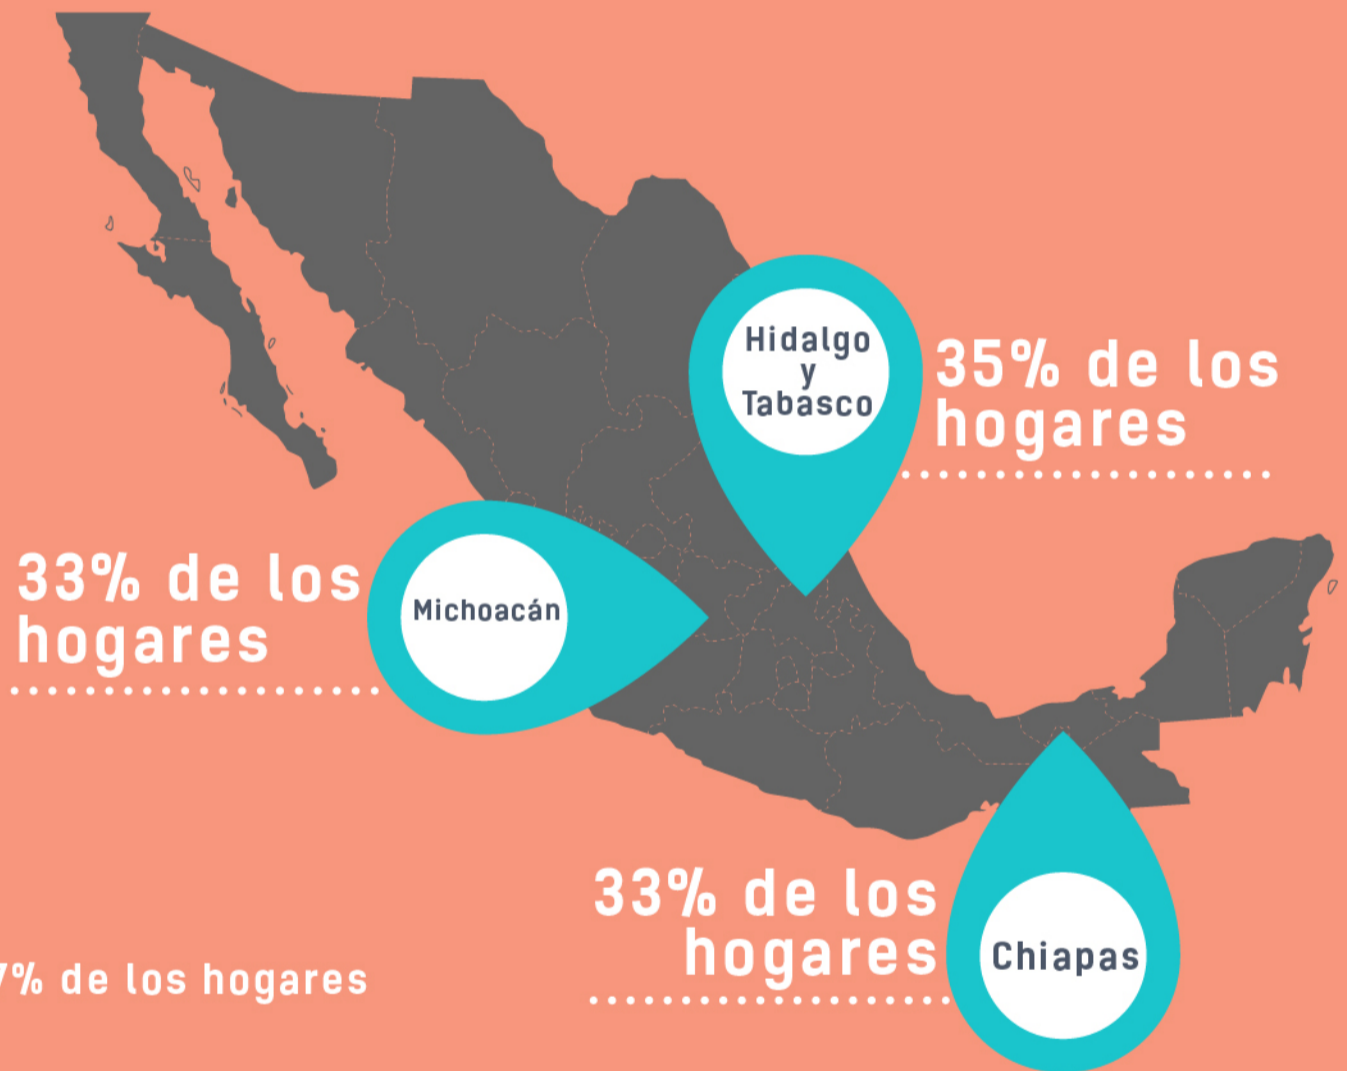 Hidalgo
y
Tabasco
35% de los
hogares
33% de los
hogares
Michoacán
33% de los
hogares
Chiapas
7% de los hogares